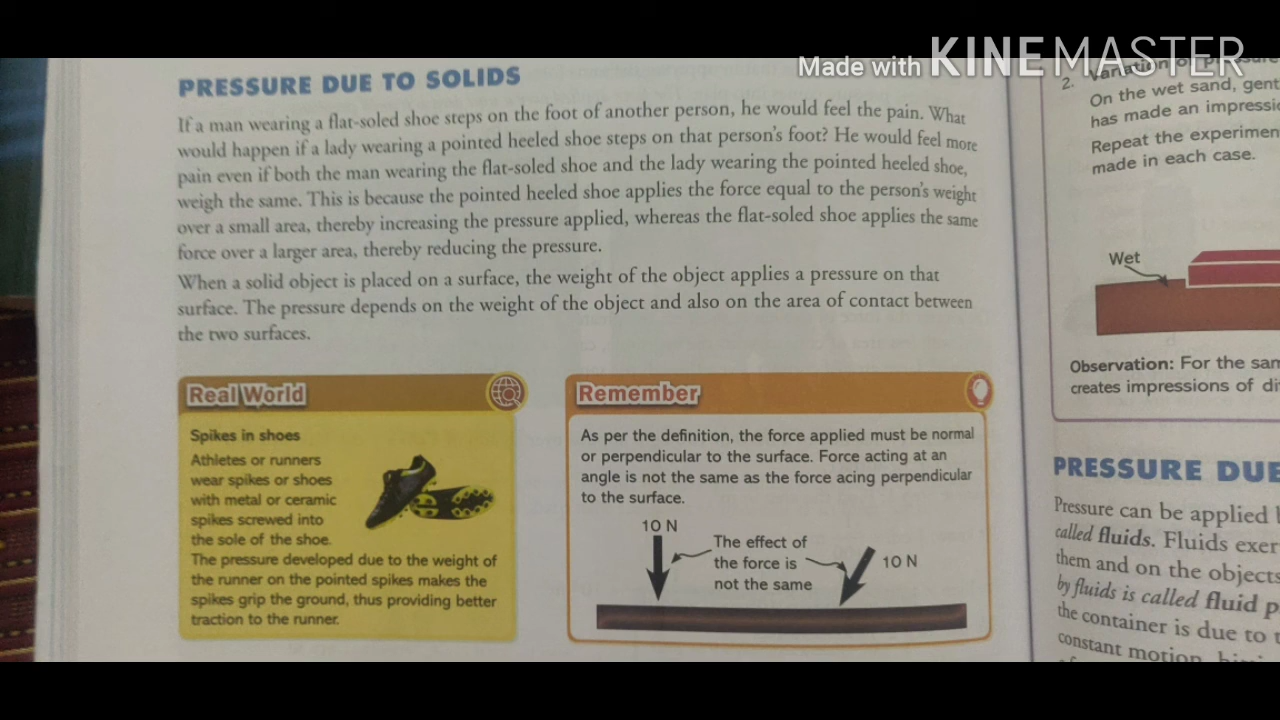 Made with KINEMASTER
PRESSURE DUE TO SOLIDS
If a man wearing a flat-soled shoe steps on the foot of another person, he would feel the pain. What
would happen if a lady wearing a pointed heeled shoe steps on that person's foot? He would feel more
pain even if both the man wearing the flat-soled shoe and the lady wearing the pointed heeled shoe,
weigh the same. This is because the pointed heeled shoe applies the force equal to the person's weight
over a small area, thereby increasing the pressure applied, whereas the flat-soled shoe applies the same
force over a larger area, thereby reducing the pressure.
When a solid object is placed on a surface, the weight of the object applies a pressure on that
surface. The pressure depends on the weight of the object and also on the area of contact between
the two surfaces.
Real World
Spikes in shoes
Athletes or runners
wear spikes or shoes
with metal or ceramic
spikes screwed into
the sole of the shoe.
The pressure developed due to the weight of
the runner on the pointed spikes makes the
spikes grip the ground, thus providing better
traction to the runner.
Remember
As per the definition, the force applied must be normal
or perpendicular to the surface. Force acting at an
angle is not the same as the force acing perpendicular
to the surface.
10 N
The effect of
the force is
not the same
10 N
2. Variation of
On the wet sand, gent
has made an impressi
Repeat the experimen
made in each case.
Wet
Observation: For the sam
creates impressions of di
PRESSURE DUE
Pressure can be applied
called fluids. Fluids exer
them and on the objects
by fluids is called fluid p
the container is due to t
constant motion,